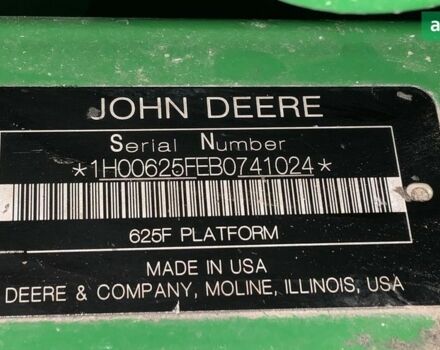 JOHN DEERE
Serial Number
*1H00625FEB0741024*
625F PLATFORM
MADE IN USA
DEERE & COMPANY, MOLINE, ILLINOIS, USA